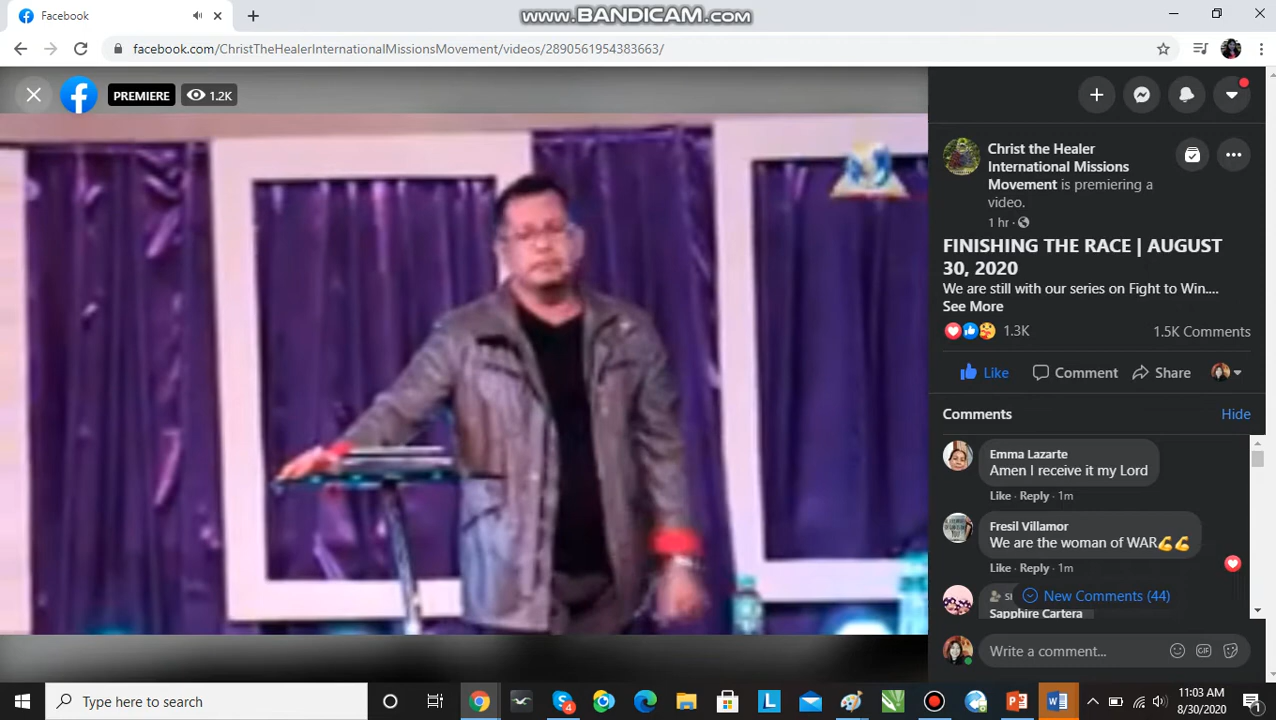 Facebook
www.BANDICAM.com
facebook.com/ChristTheHealerInternationalMissionsMovement/videos/2890561954383663/
PREMIERE
1.2K
Christ the Healer
International Missions
Movement is premiering a
video.
1 hr ·
FINISHING THE RACE | AUGUST
30, 2020
We are still with our series on Fight to Win....
See More
1.3K
1.5K Comments
Like
Comment
Share
Comments
Hide
Emma Lazarte
Amen I receive it my Lord
Like · Reply · 1m
Fresil Villamor
We are the woman of WAR💪💪
Like · Reply · 1m
New Comments (44)
Sapphire Cartera
Write a comment...
GIF
Type here to search
4
11:03 AM
8/30/2020
1